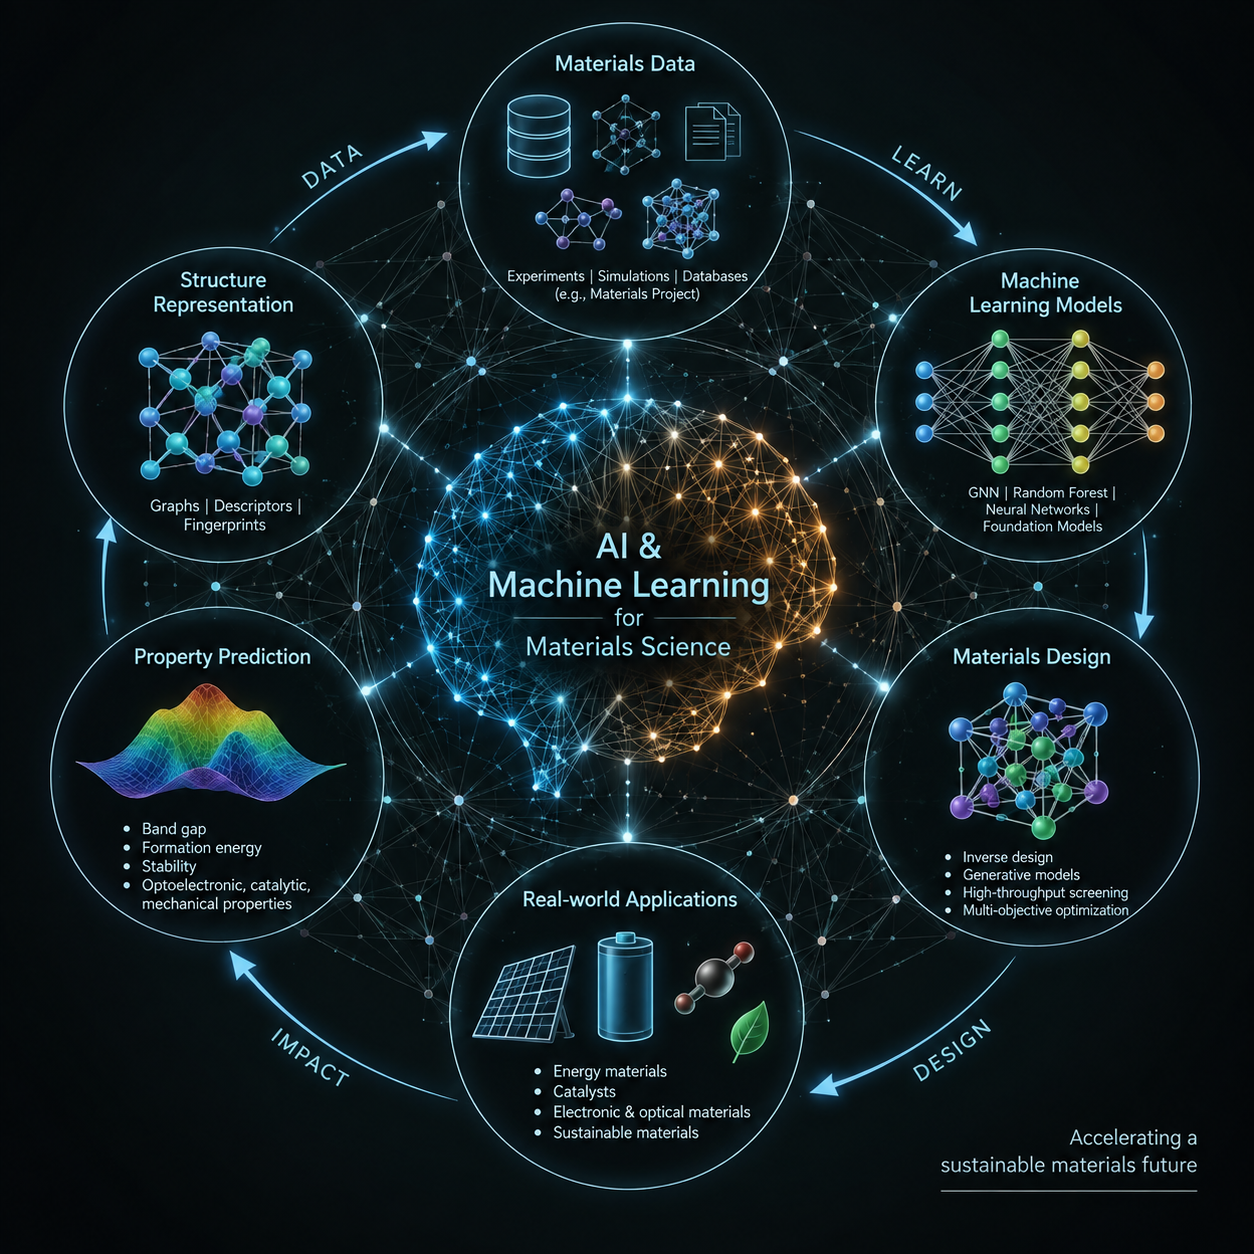 Materials Data
Experiments | Simulations | Databases
(e.g., Materials Project)
DATA
LEARN
Structure
Representation
Graphs | Descriptors |
Fingerprints
Machine
Learning Models
GNN | Random Forest |
Neural Networks |
Foundation Models
AI &
Machine Learning
for
Materials Science
Property Prediction
• Band gap
• Formation energy
• Stability
• Optoelectronic, catalytic,
mechanical properties
Materials Design
• Inverse design
• Generative models
• High-throughput screening
• Multi-objective optimization
Real-world Applications
• Energy materials
• Catalysts
• Electronic & optical materials
• Sustainable materials
IMPACT
DESIGN
Accelerating a
sustainable materials future